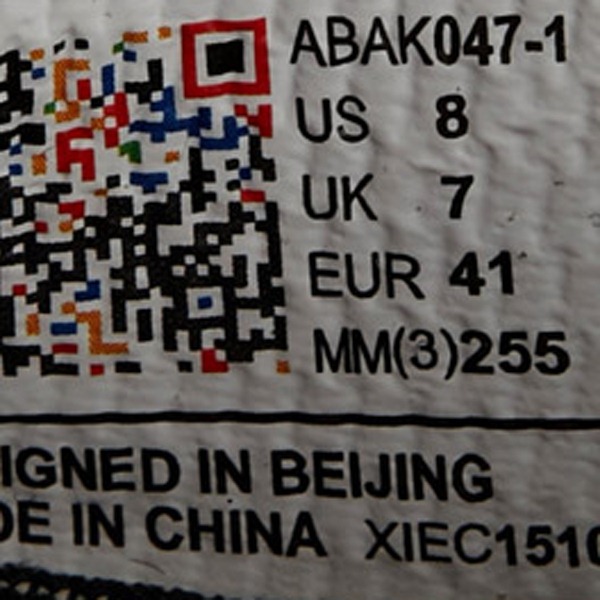 ABAK047-1
US 8
UK 7
EUR 41
MM(3)255
IGNED IN BEIJING
DE IN CHINA XIEC1510